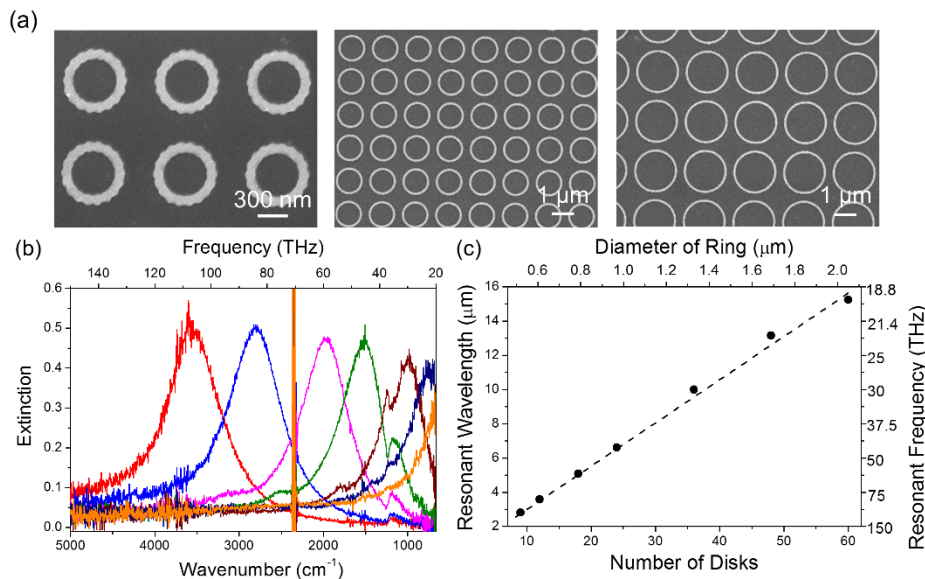 (a)
300 nm
1 μm
1 μm
(b)
Frequency (THz)
140 120 100 80 60 40 20
0.6
0.5
0.4
0.3
0.2
0.1
0.0
Extinction
5000 4000 3000 2000 1000
Wavenumber (cm-1)
(c)
Diameter of Ring (μm)
0.6 0.8 1.0 1.2 1.4 1.6 1.8 2.0
16
14
12
10
8
6
4
2
Resonant Wavelength (μm)
18.8
21.4
25
30
37.5
50
75
150
Resonant Frquency (THz)
10 20 30 40 50 60
Number of Disks